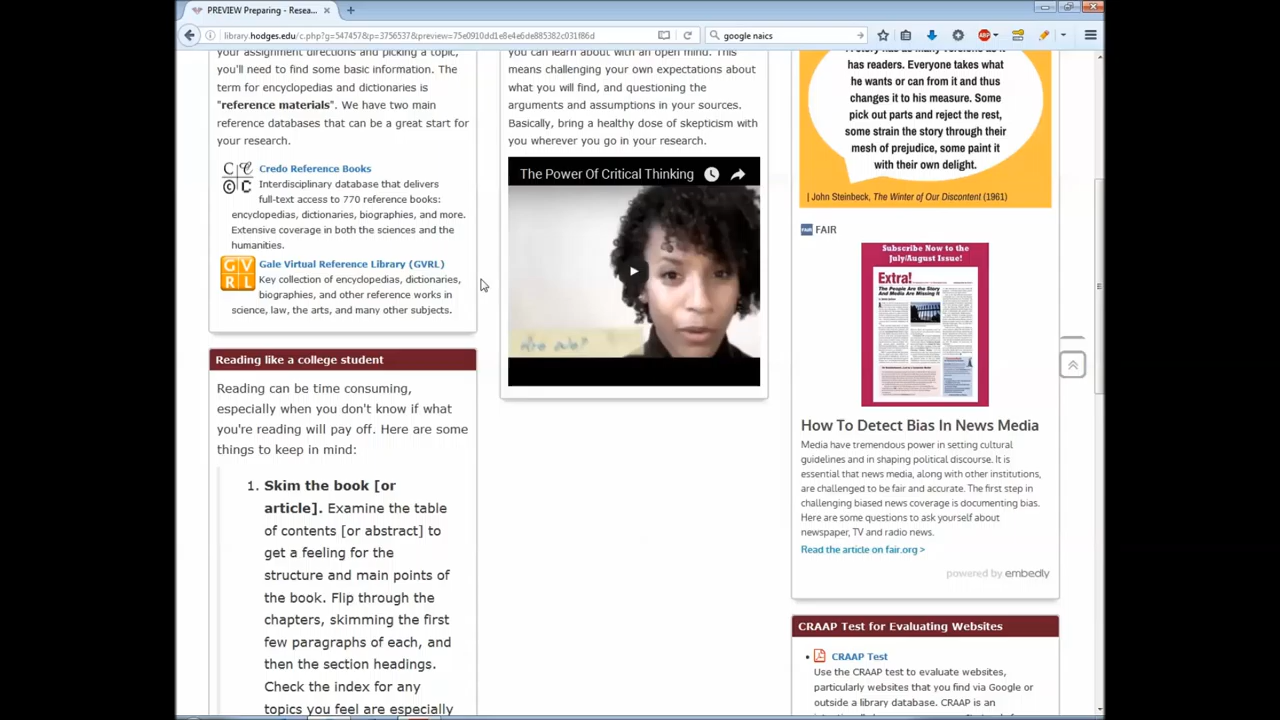 PREVIEW Preparing - Resea...
library.hodges.edu/c.php?g=547457&p=3756537&preview=75e0910dd1e8e4e6de885382c031f86d
google naics
ABP
your assignment directions and picking a topic,
you'll need to find some basic information. The
term for encyclopedias and dictionaries is
"reference materials". We have two main
reference databases that can be a great start for
your research.
Credo Reference Books
Interdisciplinary database that delivers
full-text access to 770 reference books:
encyclopedias, dictionaries, biographies, and more.
Extensive coverage in both the sciences and the
humanities.
GVRL
Gale Virtual Reference Library (GVRL)
Key collection of encyclopedias, dictionaries,
biographies, and other reference works in
science, law, the arts, and many other subjects.
Reading like a college student
Reading can be time consuming,
especially when you don't know if what
you're reading will pay off. Here are some
things to keep in mind:
1. Skim the book [or
article]. Examine the table
of contents [or abstract] to
get a feeling for the
structure and main points of
the book. Flip through the
chapters, skimming the first
few paragraphs of each, and
then the section headings.
Check the index for any
topics you feel are especially
you can learn about with an open mind. This
means challenging your own expectations about
what you will find, and questioning the
arguments and assumptions in your sources.
Basically, bring a healthy dose of skepticism with
you wherever you go in your research.
The Power Of Critical Thinking
A story has as many versions as it
has readers. Everyone takes what
he wants or can from it and thus
changes it to his measure. Some
pick out parts and reject the rest,
some strain the story through their
mesh of prejudice, some paint it
with their own delight.
| John Steinbeck, The Winter of Our Discontent (1961)
FAIR FAIR
Subscribe Now to the
July/August Issue!
Extra!
The People Are the Story
And Media Are Missing It
How To Detect Bias In News Media
Media have tremendous power in setting cultural
guidelines and in shaping political discourse. It is
essential that news media, along with other institutions,
are challenged to be fair and accurate. The first step in
challenging biased news coverage is documenting bias.
Here are some questions to ask yourself about
newspaper, TV and radio news.
Read the article on fair.org >
powered by embedly
CRAAP Test for Evaluating Websites
• CRAAP Test
Use the CRAAP test to evaluate websites,
particularly websites that you find via Google or
outside a library database. CRAAP is an